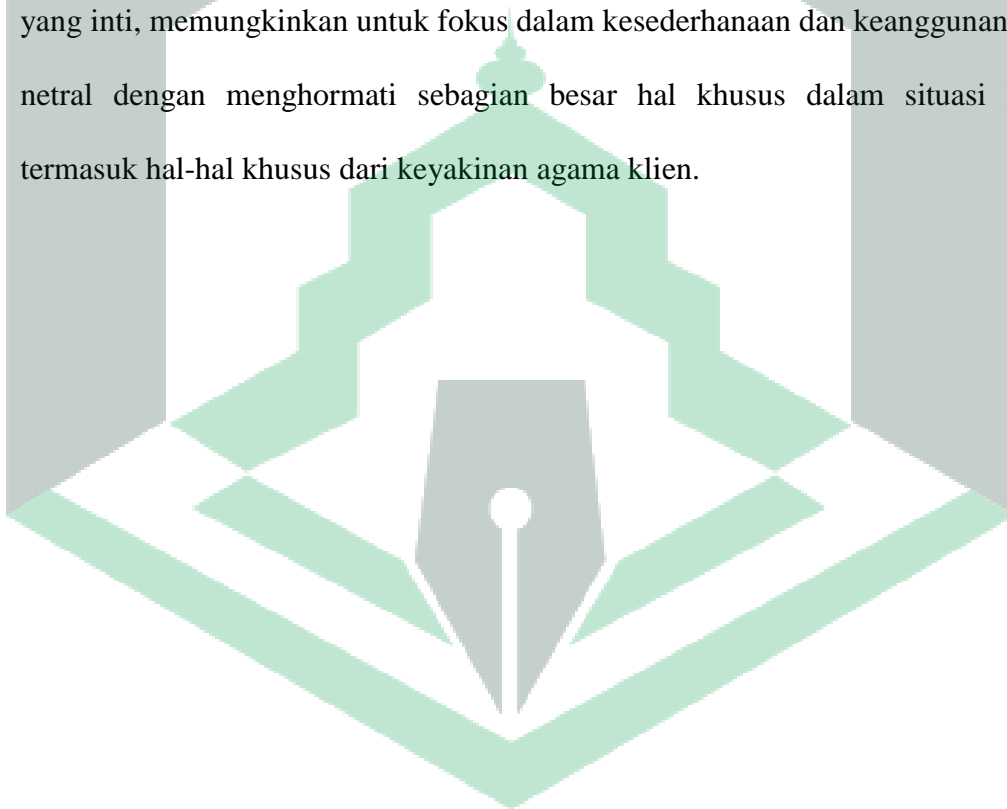 yang inti, memungkinkan untuk fokus dalam kesederhanaan dan keanggunan
netral dengan menghormati sebagian besar hal khusus dalam situasi
termasuk hal-hal khusus dari keyakinan agama klien.